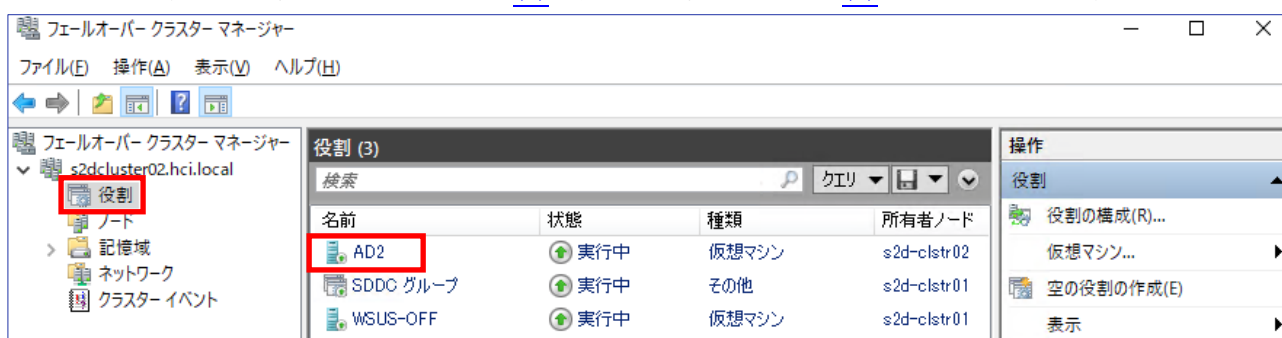 フェールオーバー クラスター マネージャー
ファイル(F) 操作(A) 表示(V) ヘルプ(H)
フェールオーバー クラスター マネージャー
s2dcluster02.hci.local
役割
ノード
記憶域
ネットワーク
クラスター イベント
役割 (3)
検索
クエリ
名前 状態 種類 所有者ノード
AD2 実行中 仮想マシン s2d-clstr02
SDDC グループ 実行中 その他 s2d-clstr01
WSUS-OFF 実行中 仮想マシン s2d-clstr01
操作
役割
役割の構成(R)...
仮想マシン...
空の役割の作成(E)
表示